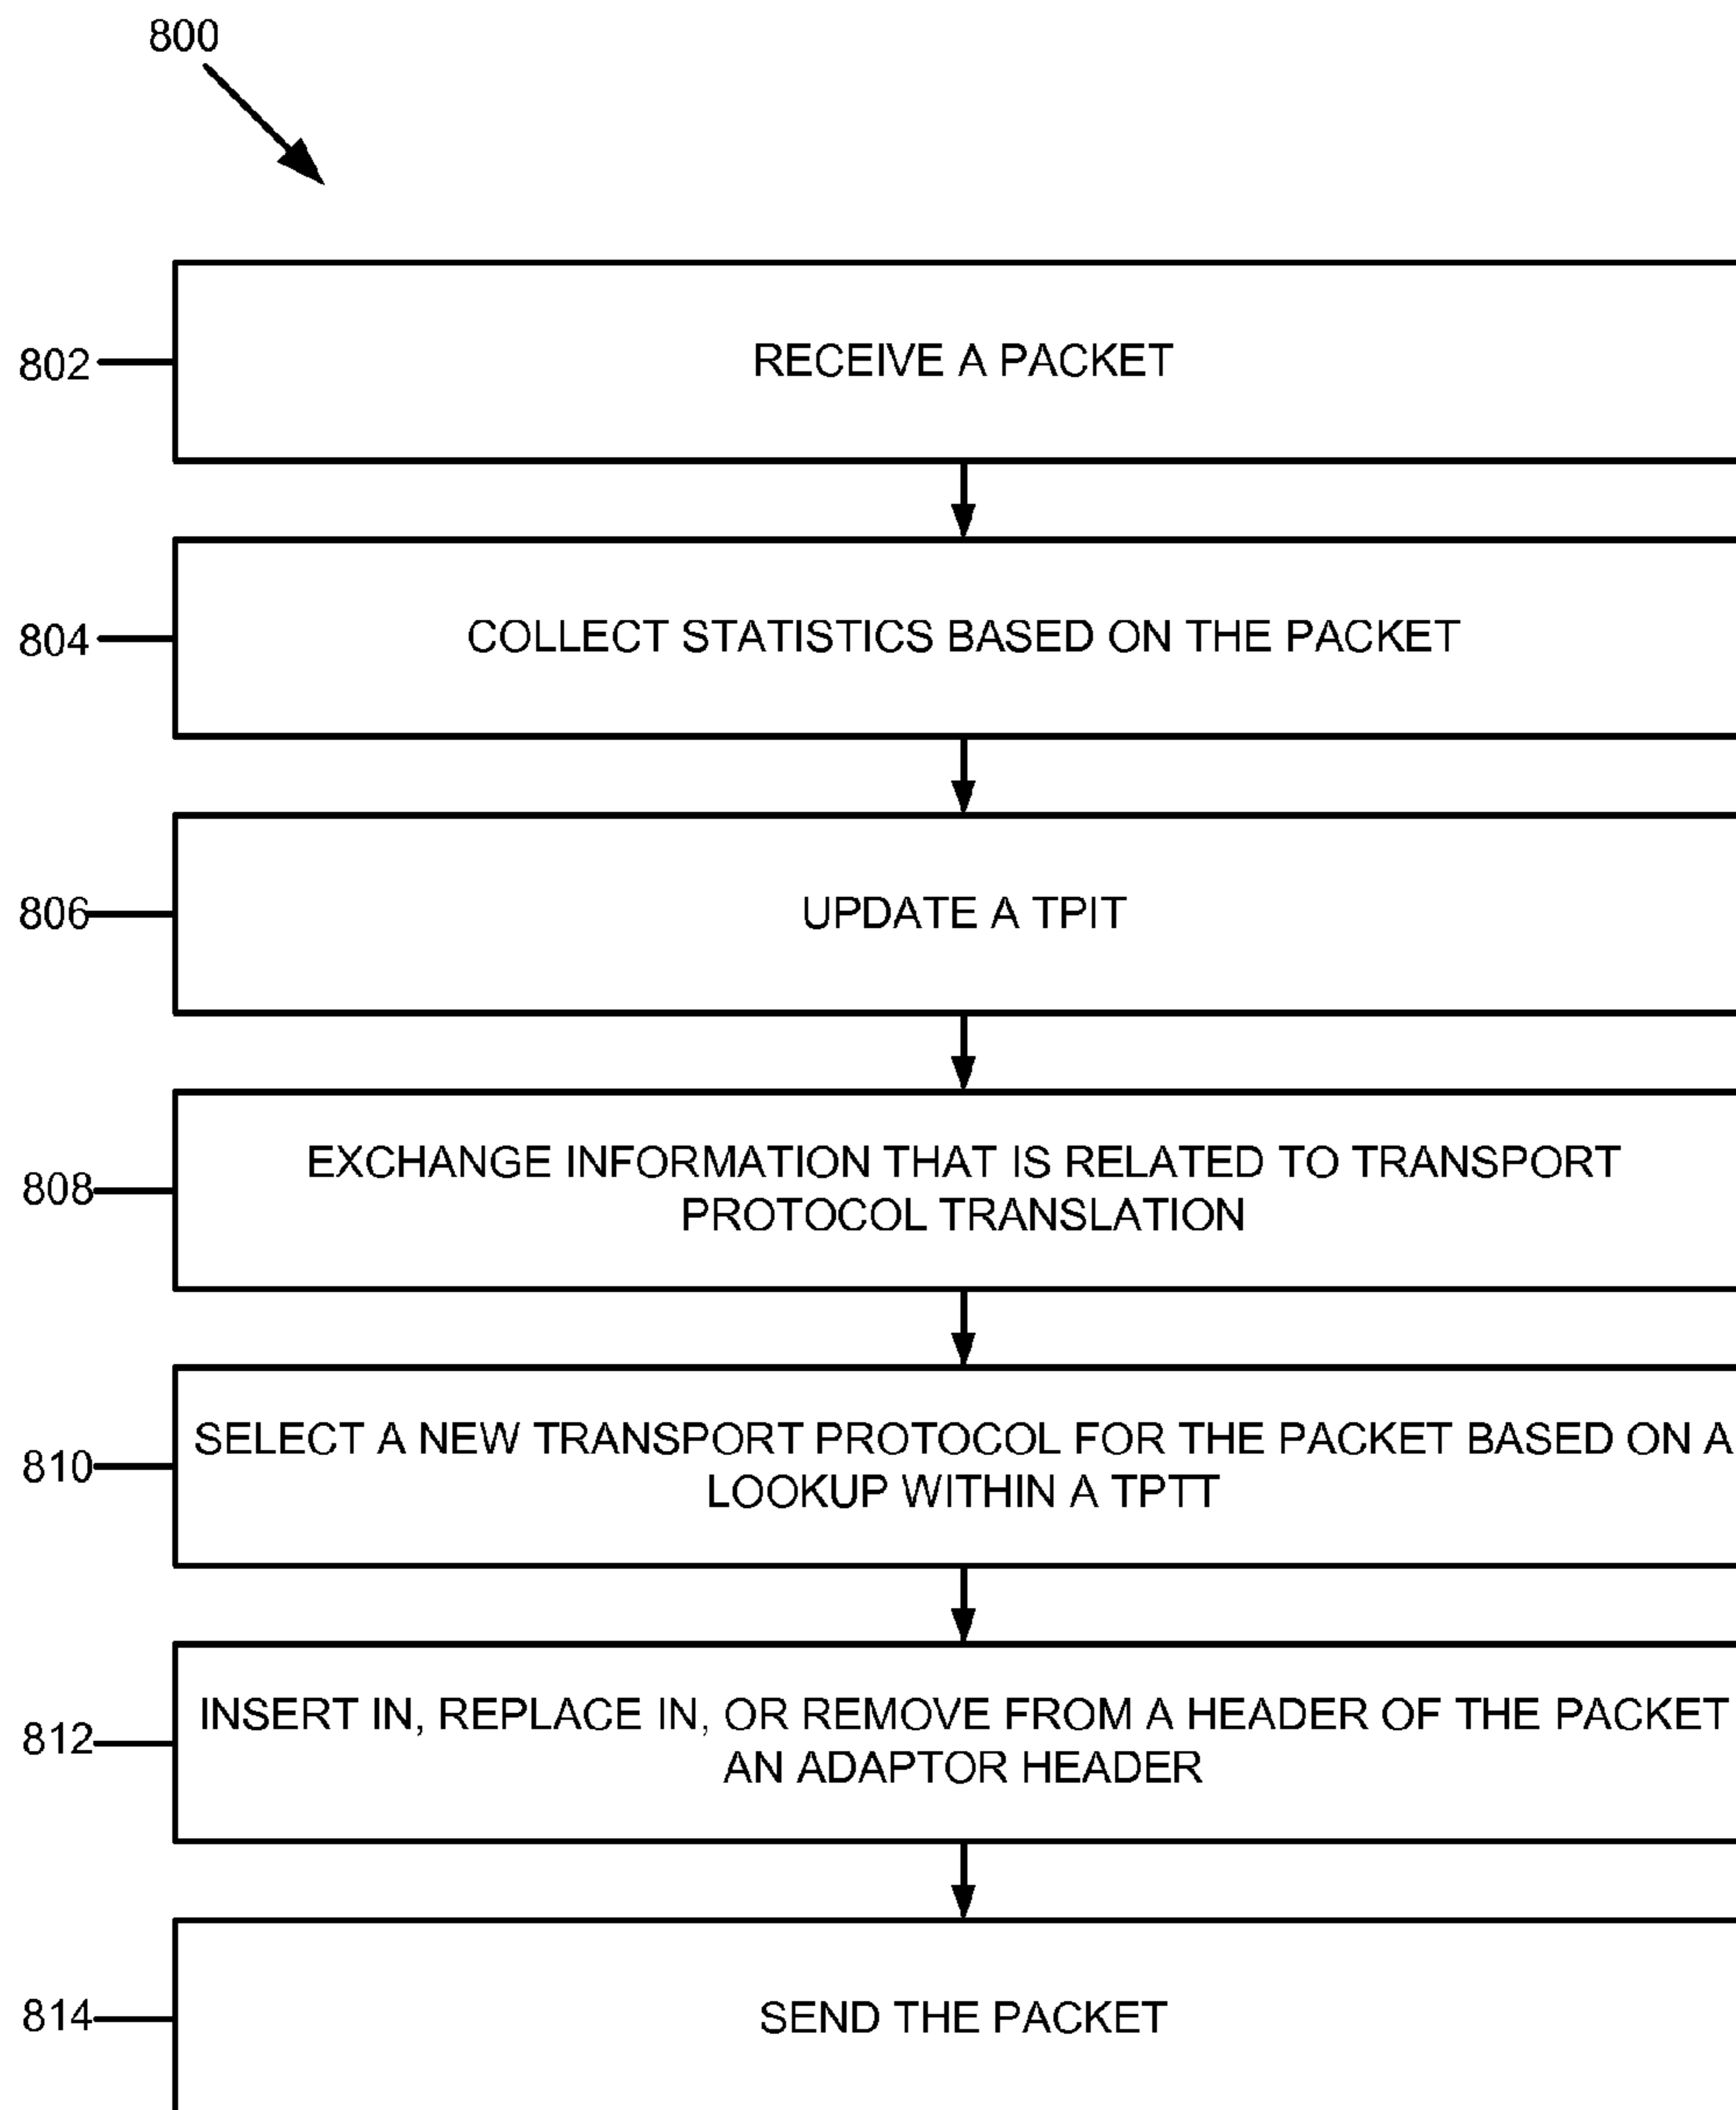 800
802
RECEIVE A PACKET
804
COLLECT STATISTICS BASED ON THE PACKET
806
UPDATE A TPIT
808
EXCHANGE INFORMATION THAT IS RELATED TO TRANSPORT
PROTOCOL TRANSLATION
810
SELECT A NEW TRANSPORT PROTOCOL FOR THE PACKET BASED ON A
LOOKUP WITHIN A TPTT
812
INSERT IN, REPLACE IN, OR REMOVE FROM A HEADER OF THE PACKET
AN ADAPTOR HEADER
814
SEND THE PACKET